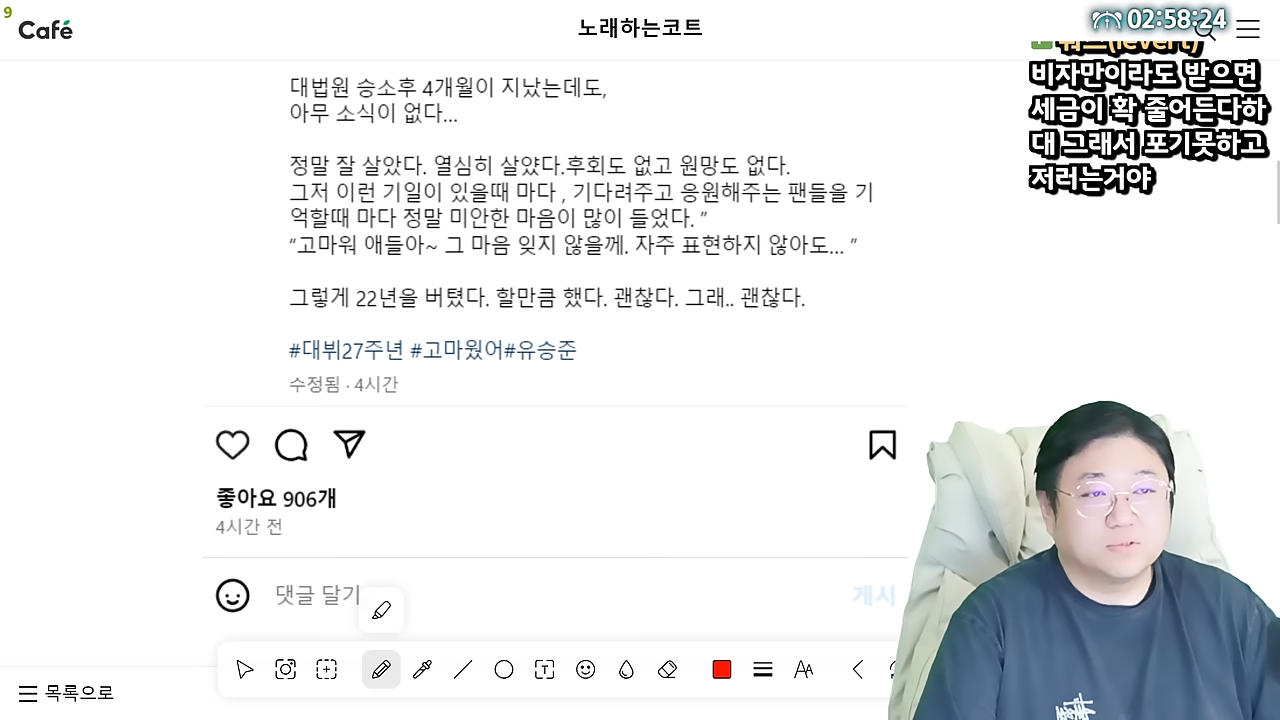 9
Café
노래하는코트
02:58:24
대법원 승소후 4개월이 지났는데도,
아무 소식이 없다...
정말 잘 살았다. 열심히 살얐다.후회도 없고 원망도 없다.
그저 이런 기일이 있을때 마다 , 기다려주고 응원해주는 팬들을 기
억할때 마다 정말 미안한 마음이 많이 들었다. ”
“고마워 애들아~ 그 마음 잊지 않을께. 자주 표현하지 않아도... ”
그렇게 22년을 버텼다. 할만큼 했다. 괜찮다. 그래.. 괜찮다.
#대뷔27주년 #고마웠어#유승준
수정됨 · 4시간
좋아요 906개
4시간 전
댓글 달기
게시
목록으로
비자만이라도 받으면
세금이 확 줄어든다하
대 그래서 포기못하고
저러는거야